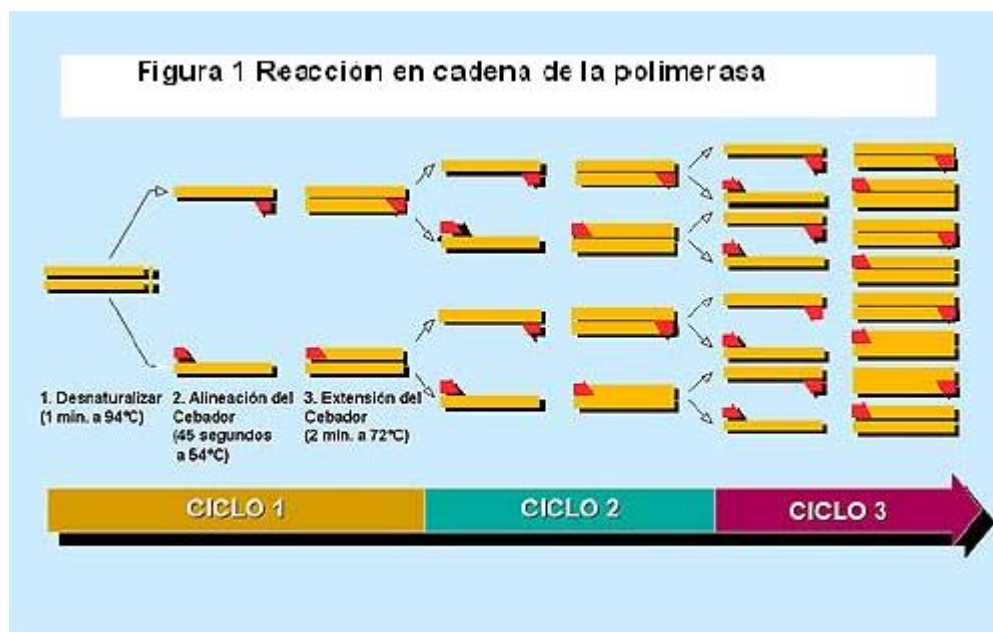 Figura 1 Reacción en cadena de la polimerasa
1. Desnaturalizar
(1 min. a 94°C)
2. Alineación del
Cebador
(45 segundos
a 54°C)
3. Extensión del
Cebador
(2 min. a 72°C)
CICLO 1
CICLO 2
CICLO 3